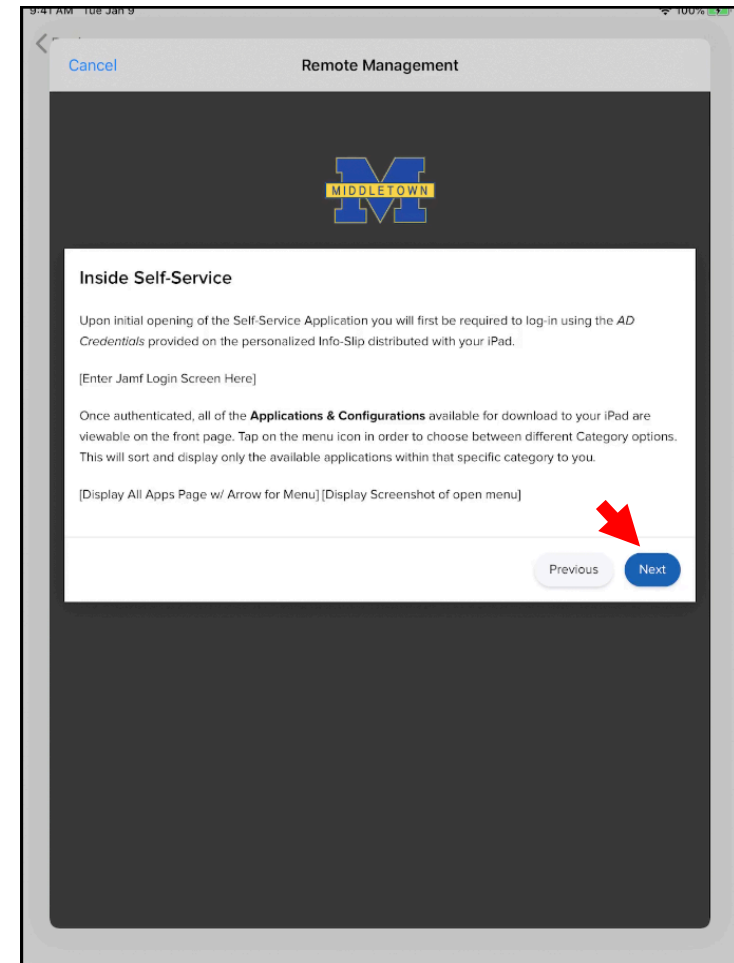 9:41 AM Tue Jan 9 100%
Cancel Remote Management
MIDDLETOWN
Inside Self-Service
Upon initial opening of the Self-Service Application you will first be required to log-in using the AD
Credentials provided on the personalized Info-Slip distributed with your iPad.
[Enter Jamf Login Screen Here]
Once authenticated, all of the Applications & Configurations available for download to your iPad are
viewable on the front page. Tap on the menu icon in order to choose between different Category options.
This will sort and display only the available applications within that specific category to you.
[Display All Apps Page w/ Arrow for Menu] [Display Screenshot of open menu]
Previous Next